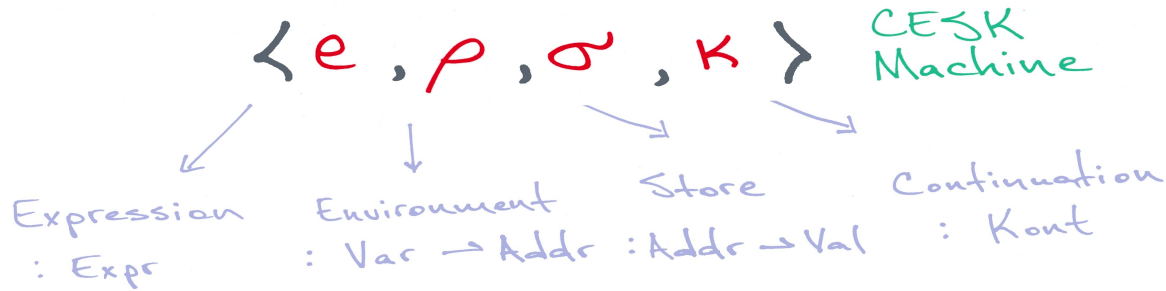 < e , ρ , σ , κ >
CESK
Machine
Expression
: Expr
Environment
: Var → Addr
Store
: Addr → Val
Continuation
: Kont